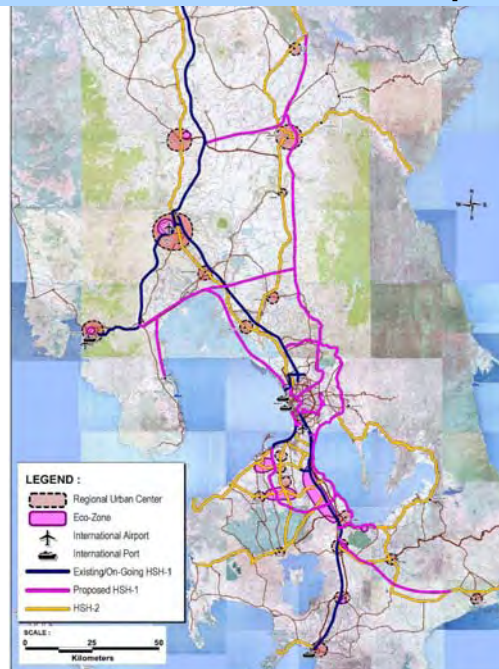 N
W
E
S
LEGEND :
Regional Urban Center
Eco-Zone
International Airport
International Port
Existing/On-Going HSH-1
Proposed HSH-1
HSH-2
SCALE :
0 25 50
Kilometers